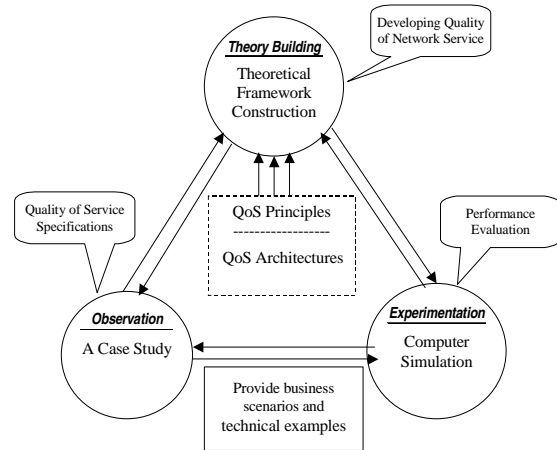 Theory Building
Theoretical
Framework
Construction
Developing Quality
of Network Service
Quality of Service
Specifications
QoS Principles
-------------------
QoS Architectures
Performance
Evaluation
Observation
A Case Study
Experimentation
Computer
Simulation
Provide business
scenarios and
technical examples